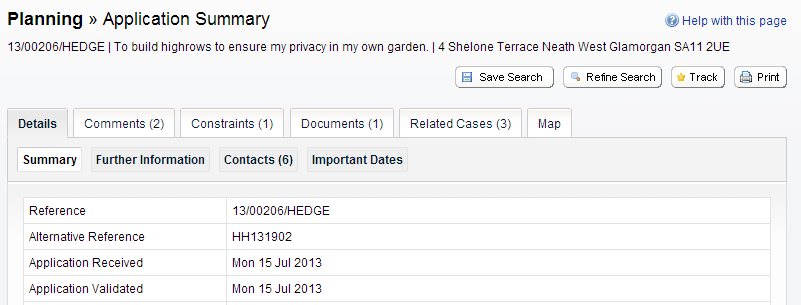 Planning » Application Summary
Help with this page
13/00206/HEDGE | To build highrows to ensure my privacy in my own garden. | 4 Shelone Terrace Neath West Glamorgan SA11 2UE
Save Search Refine Search Track Print
Details Comments (2) Constraints (1) Documents (1) Related Cases (3) Map
Summary Further Information Contacts (6) Important Dates
Reference 13/00206/HEDGE
Alternative Reference HH131902
Application Received Mon 15 Jul 2013
Application Validated Mon 15 Jul 2013